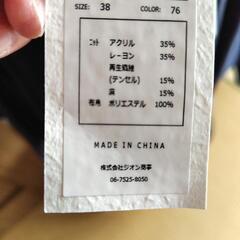 SIZE: 38 COLOR: 76
ニット アクリル 35%
レーヨン 35%
再生繊維
(テンセル) 15%
麻 15%
布帛 ポリエステル 100%
MADE IN CHINA
株式会社ジオン商事
06-7525-8050